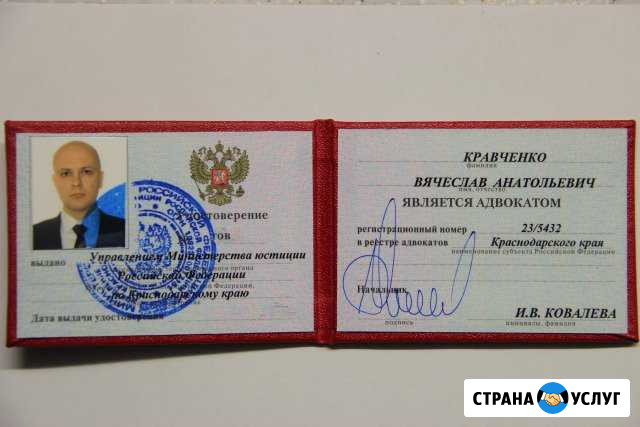 Удостоверение
выдано
Управлением Министерства юстиции
Российской Федерации
по Краснодарскому краю
Дата выдачи удостоверения
КРАВЧЕНКО
фамилия
ВЯЧЕСЛАВ АНАТОЛЬЕВИЧ
имя, отчество
ЯВЛЯЕТСЯ АДВОКАТОМ
регистрационный номер 23/5432
в реестре адвокатов Краснодарского края
наименование субъекта Российской Федерации
Начальник
подпись
И.В. КОВАЛЕВА
инициалы, фамилия
СТРАНА УСЛУГ